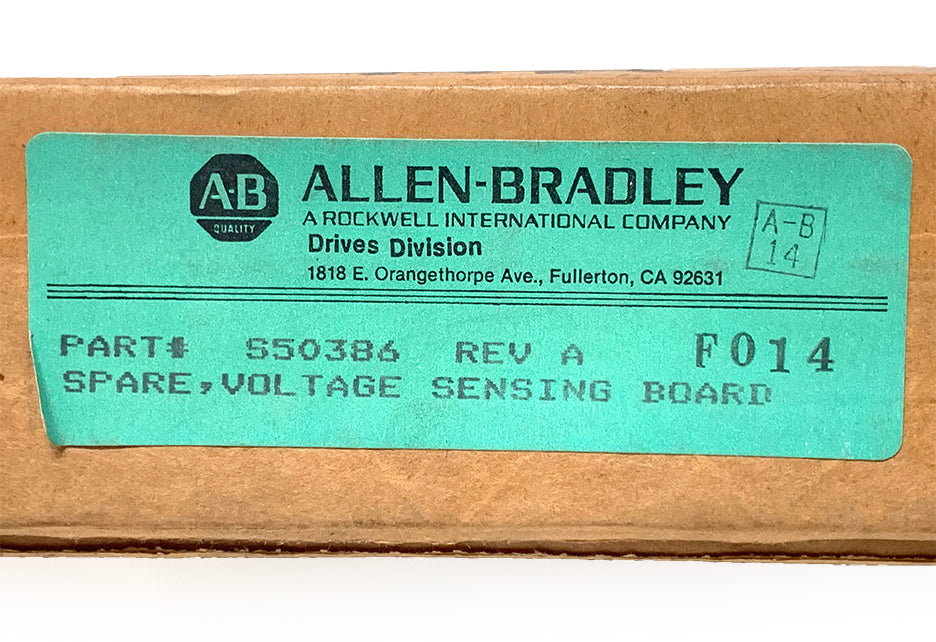 A-B
QUALITY
ALLEN-BRADLEY
A ROCKWELL INTERNATIONAL COMPANY
Drives Division
1818 E. Orangethorpe Ave., Fullerton, CA 92631
A-B
14
PART# S50386 REV A F014
SPARE,VOLTAGE SENSING BOARD